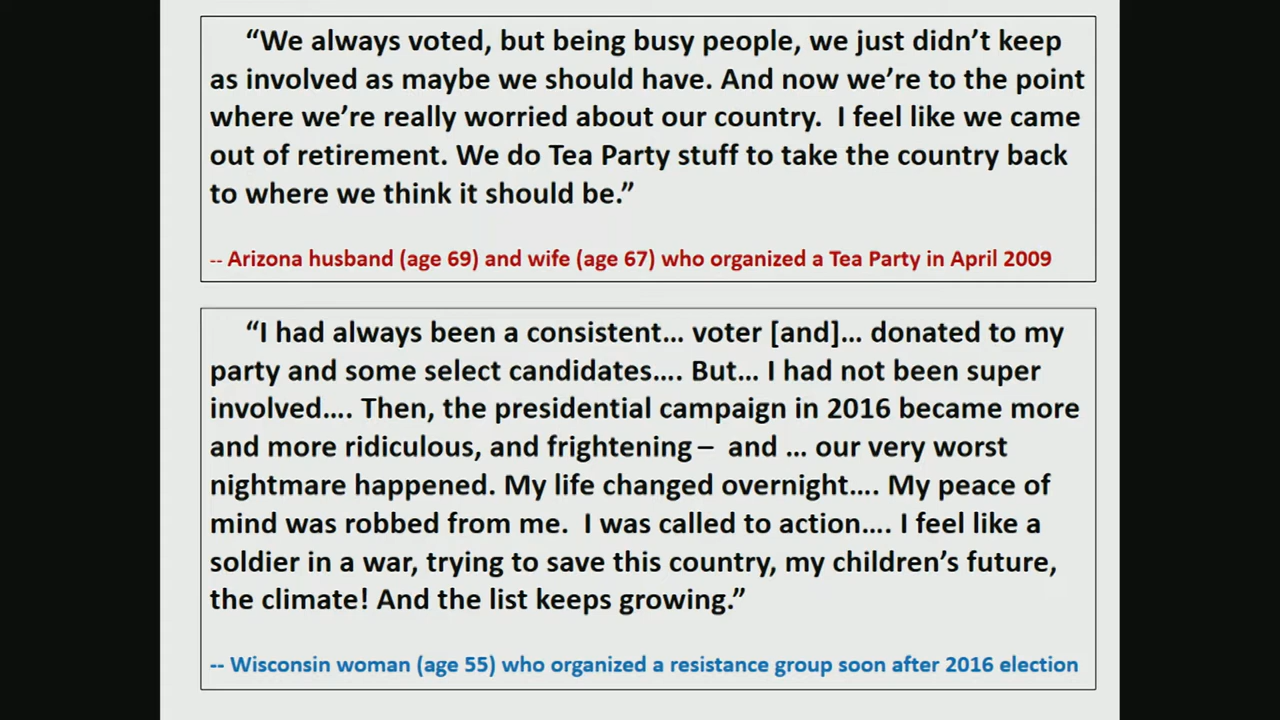 “We always voted, but being busy people, we just didn’t keep
as involved as maybe we should have. And now we’re to the point
where we’re really worried about our country.  I feel like we came
out of retirement. We do Tea Party stuff to take the country back
to where we think it should be.”
-- Arizona husband (age 69) and wife (age 67) who organized a Tea Party in April 2009
“I had always been a consistent… voter [and]… donated to my
party and some select candidates…. But… I had not been super
involved…. Then, the presidential campaign in 2016 became more
and more ridiculous, and frightening –  and … our very worst
nightmare happened. My life changed overnight…. My peace of
mind was robbed from me.  I was called to action…. I feel like a
soldier in a war, trying to save this country, my children’s future,
the climate! And the list keeps growing.”
-- Wisconsin woman (age 55) who organized a resistance group soon after 2016 election